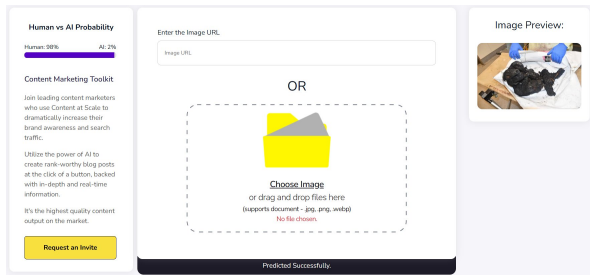 Human vs AI Probability
Human: 98%
AI: 2%
Content Marketing Toolkit
Join leading content marketers
who use Content at Scale to
dramatically increase their
brand awareness and search
traffic.
Utilize the power of AI to
create rank-worthy blog posts
at the click of a button, backed
with in-depth and real-time
information.
It's the highest quality content
output on the market.
Request an Invite
Enter the Image URL
Image URL
OR
Choose Image
or drag and drop files here
(supports document - .jpg, .png, .webp)
No file chosen.
Predicted Successfully.
Image Preview: